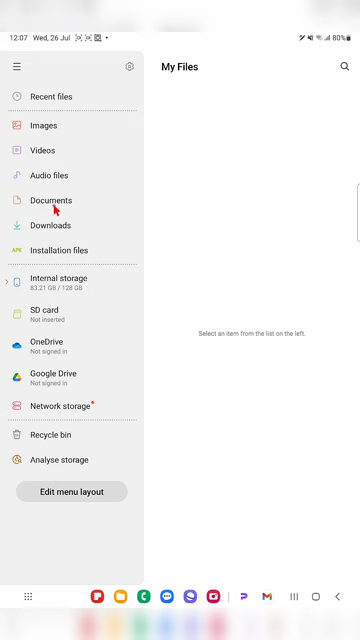 12:07 Wed, 26 Jul 80%
My Files
Recent files
Images
Videos
Audio files
Documents
Downloads
APK Installation files
Internal storage
83.21 GB / 128 GB
SD card
Not inserted
Select an item from the list on the left.
OneDrive
Not signed in
Google Drive
Not signed in
Network storage
Recycle bin
Analyse storage
Edit menu layout